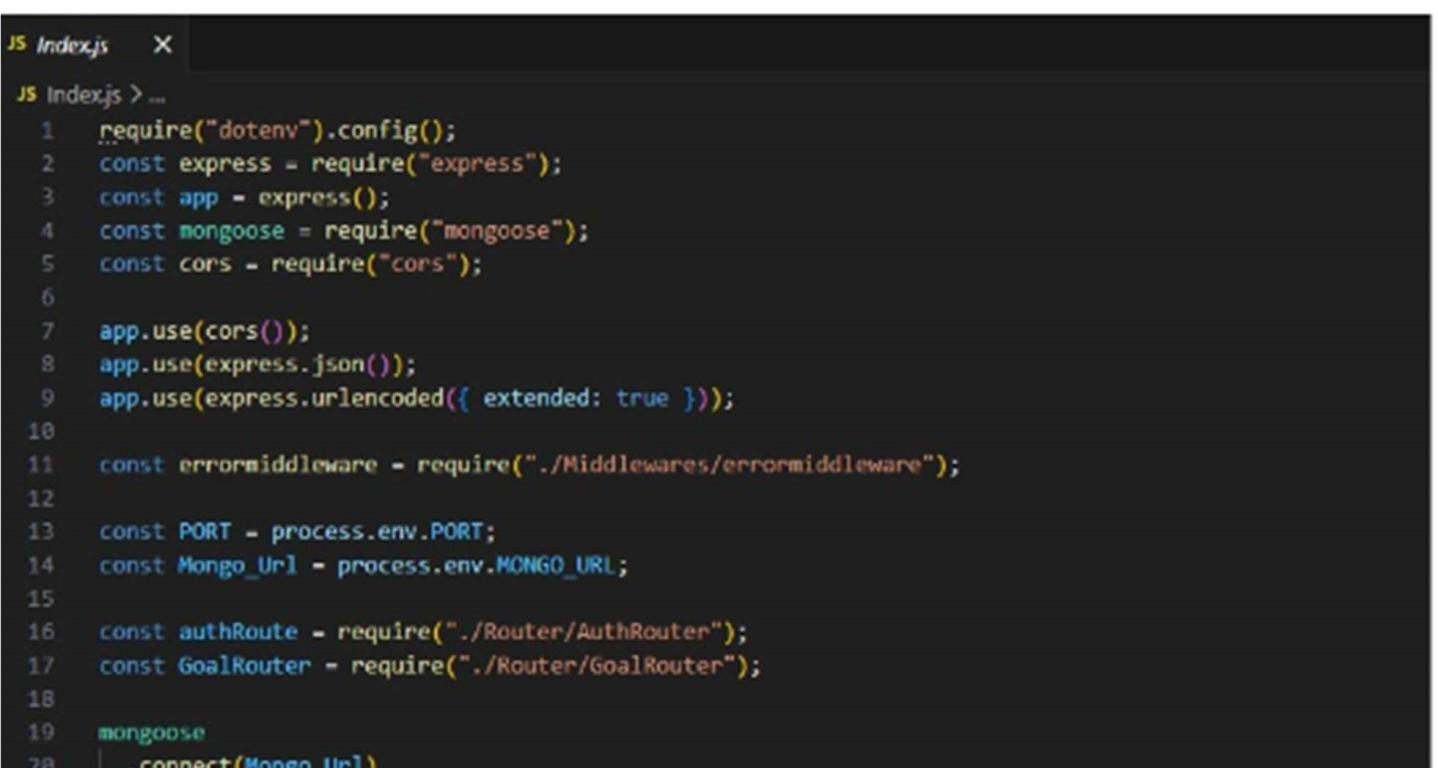 JS Index.js ×
JS Index.js > ...
1 require("dotenv").config();
2 const express = require("express");
3 const app = express();
4 const mongoose = require("mongoose");
5 const cors = require("cors");
6
7 app.use(cors());
8 app.use(express.json());
9 app.use(express.urlencoded({ extended: true }));
10
11 const errormiddleware = require("./Middlewares/errormiddleware");
12
13 const PORT = process.env.PORT;
14 const Mongo_Url = process.env.MONGO_URL;
15
16 const authRoute = require("./Router/AuthRouter");
17 const GoalRouter = require("./Router/GoalRouter");
18
19 mongoose
20 .connect(Mongo_Url)